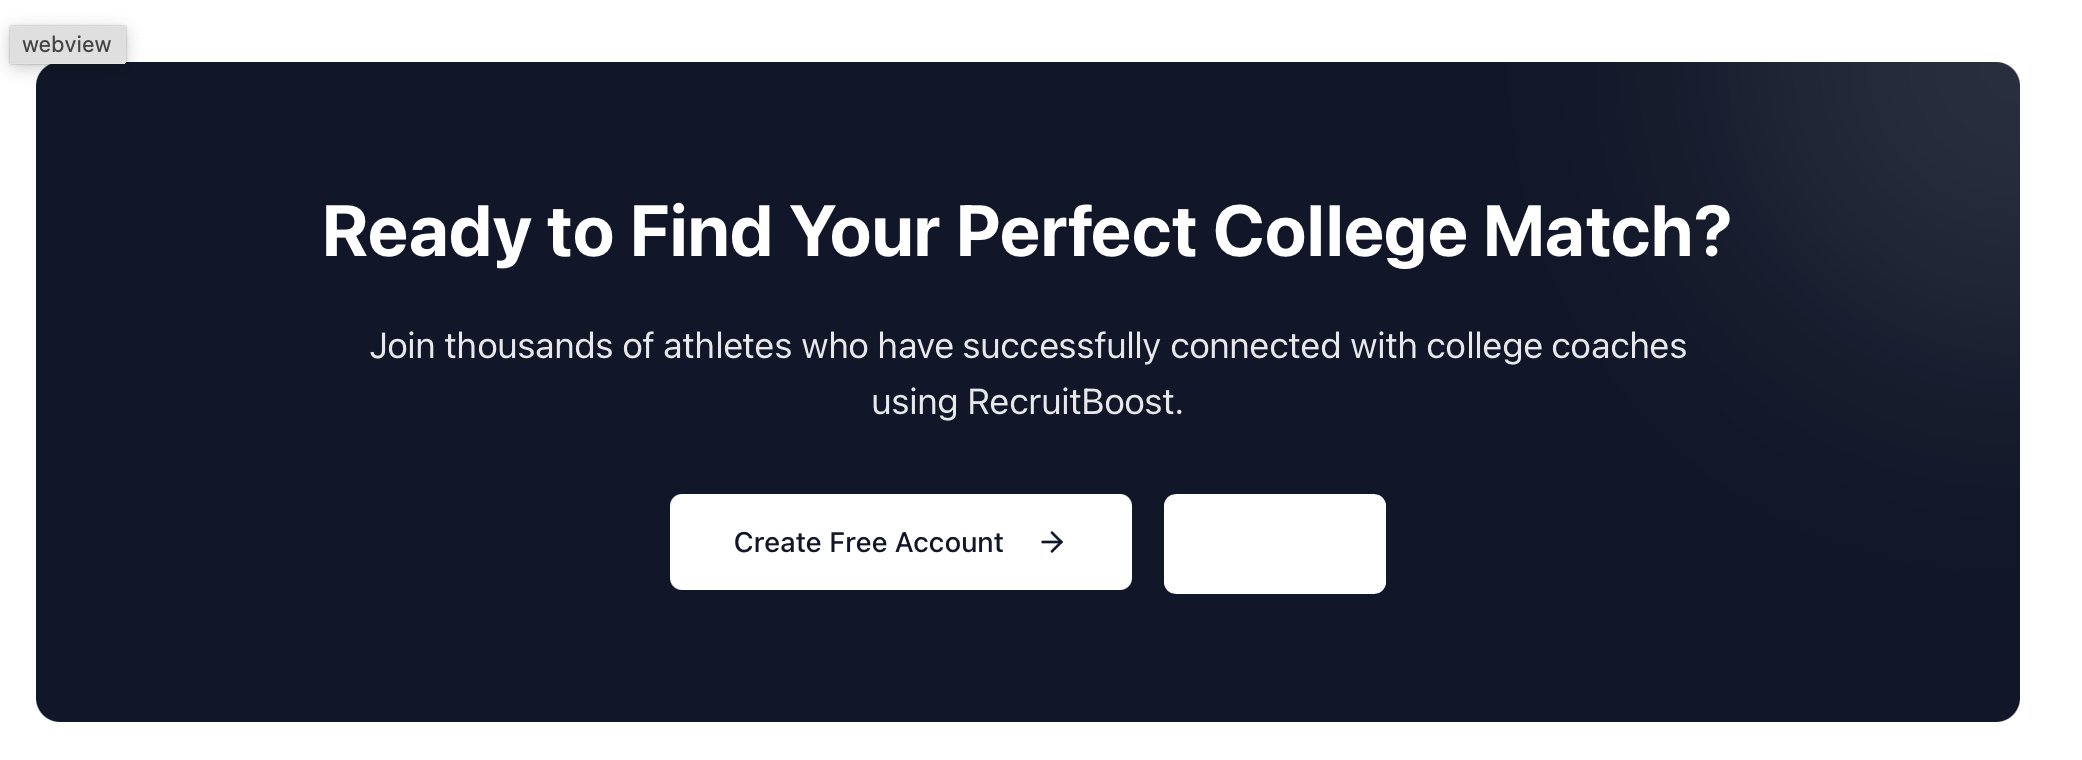 webview
Ready to Find Your Perfect College Match?
Join thousands of athletes who have successfully connected with college coaches
using RecruitBoost.
Create Free Account →